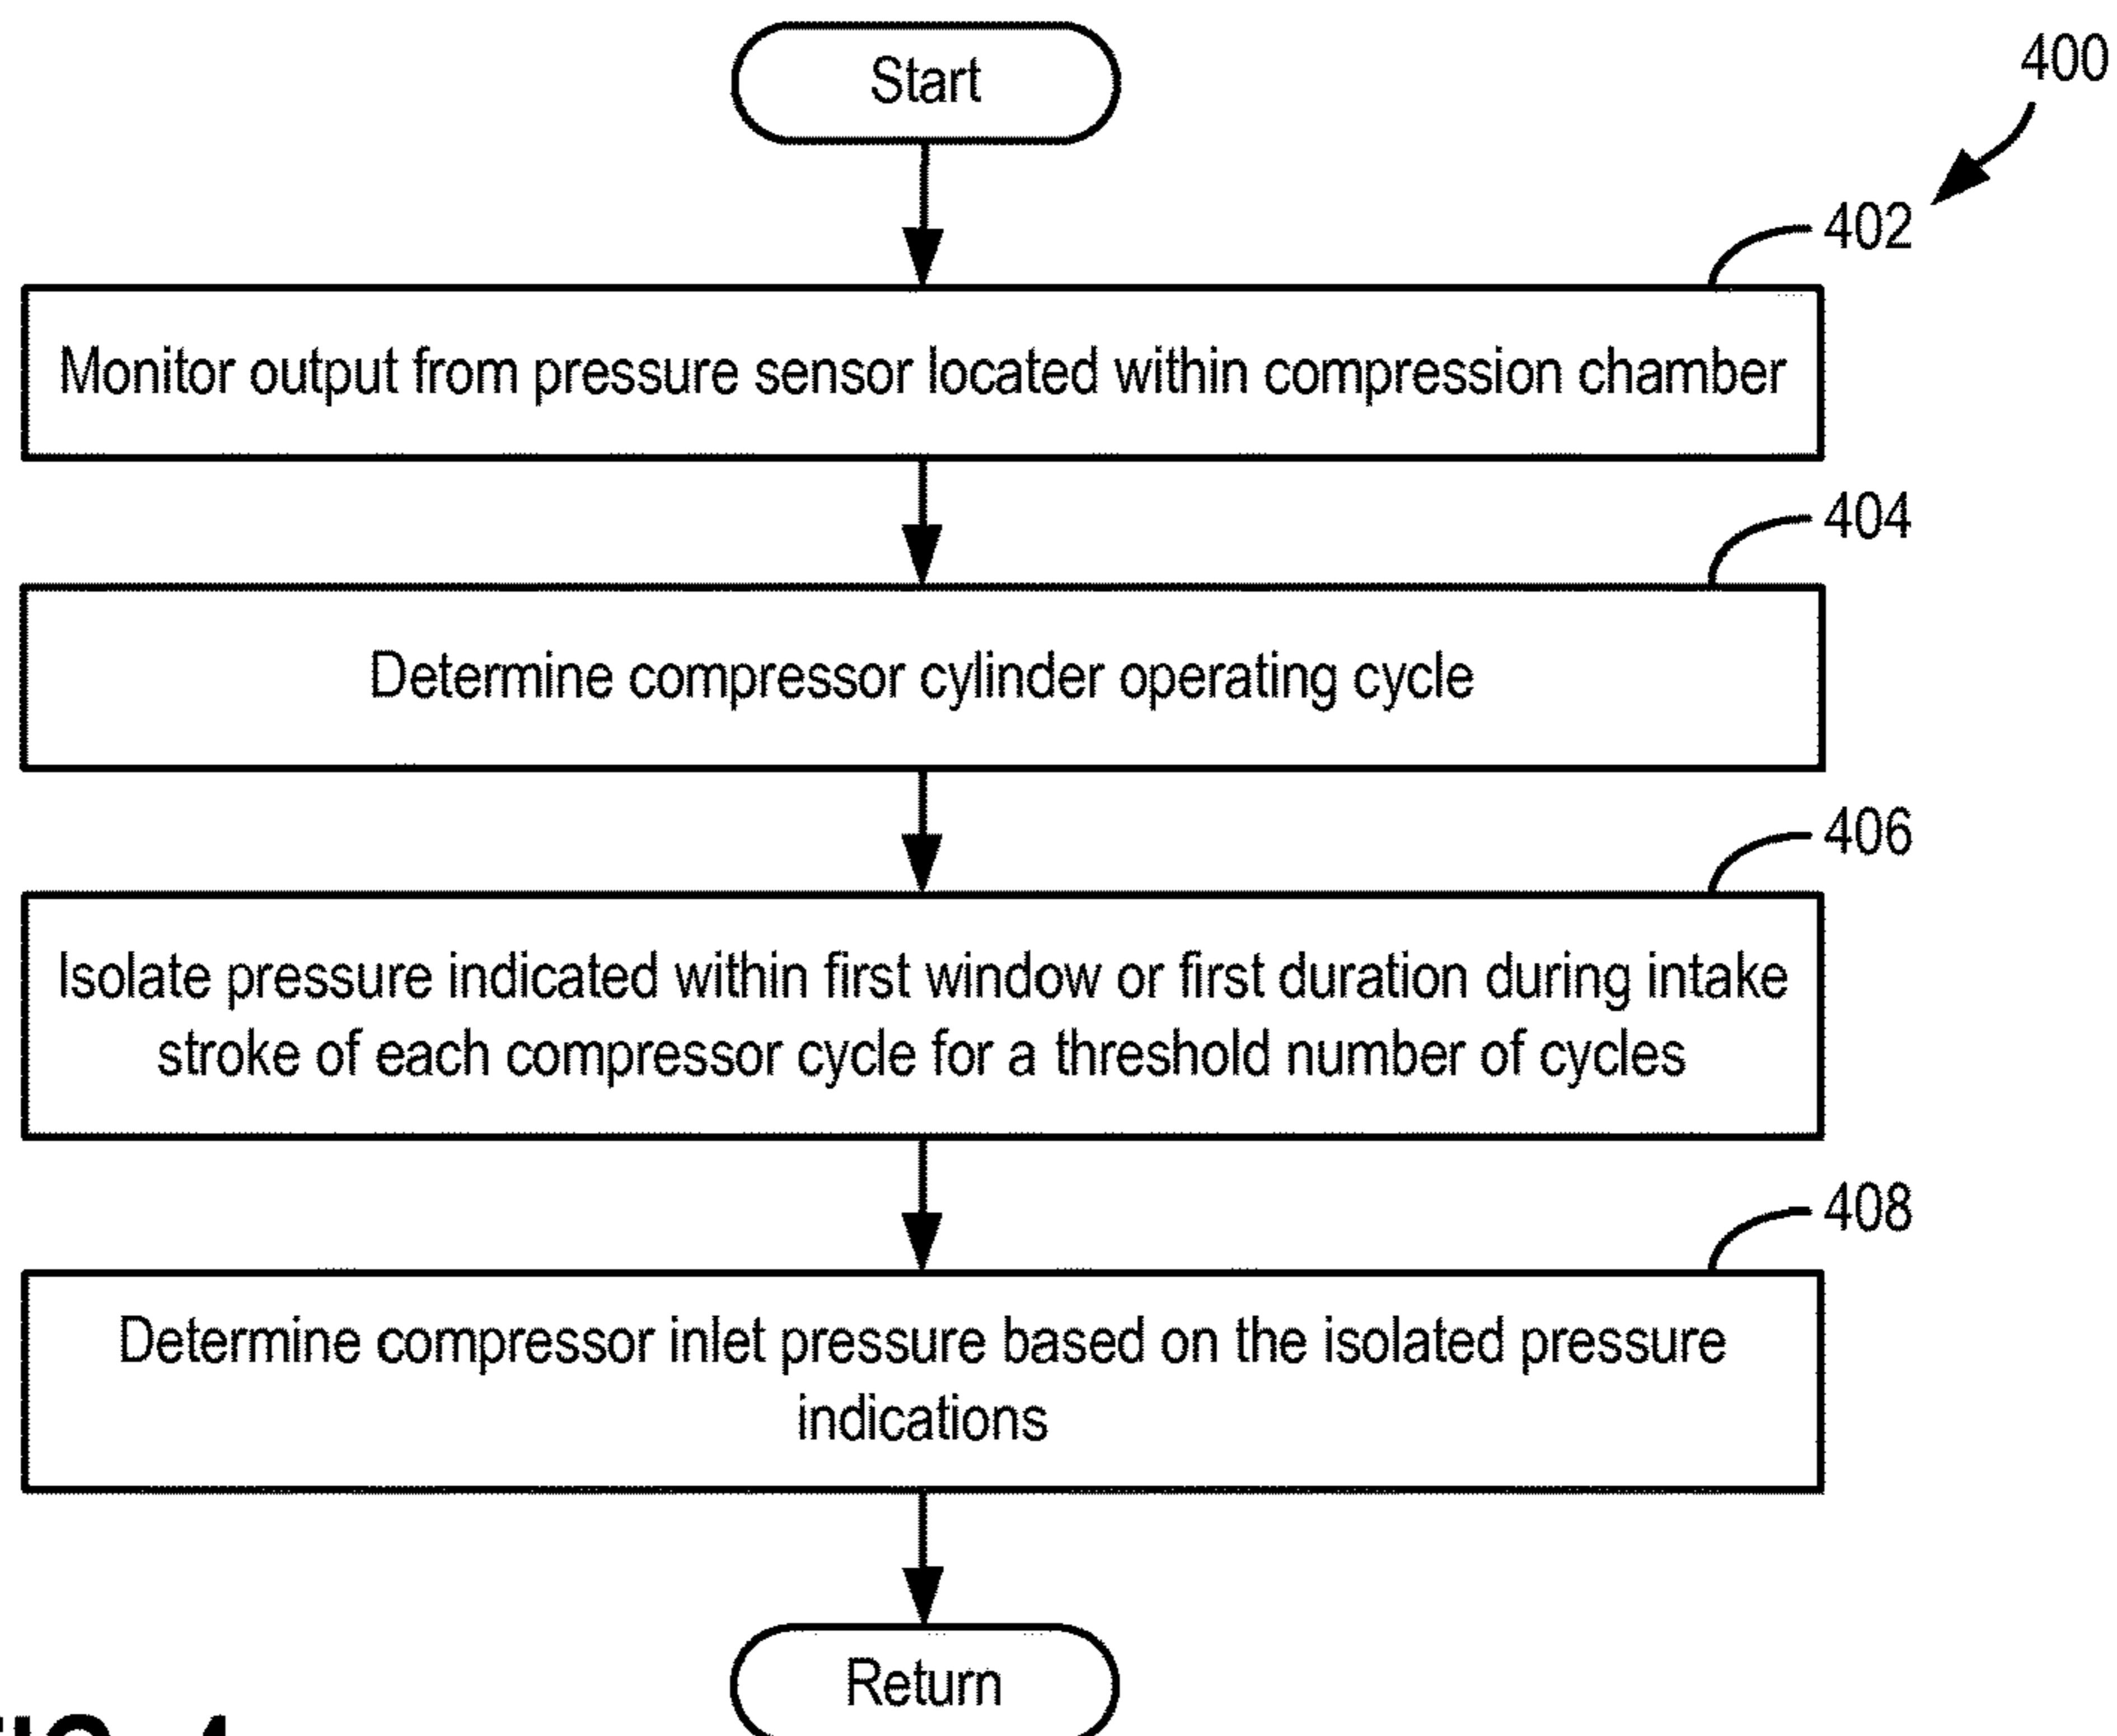 Start
400
402
Monitor output from pressure sensor located within compression chamber
404
Determine compressor cylinder operating cycle
406
Isolate pressure indicated within first window or first duration during intake
stroke of each compressor cycle for a threshold number of cycles
408
Determine compressor inlet pressure based on the isolated pressure
indications
Return